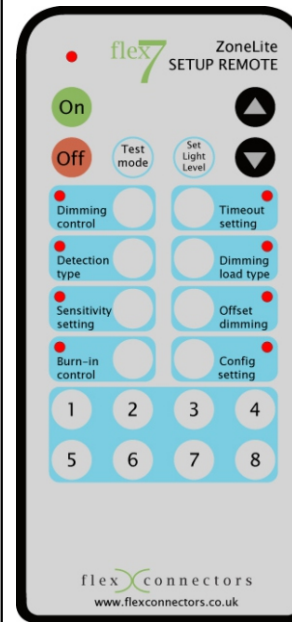 flex7
ZoneLite
SETUP REMOTE
On
Off
Test
mode
Set
Light
Level
Dimming
control
Timeout
setting
Detection
type
Dimming
load type
Sensitivity
setting
Offset
dimming
Burn-in
control
Config
setting
1 2 3 4
5 6 7 8
flex connectors
www.flexconnectors.co.uk